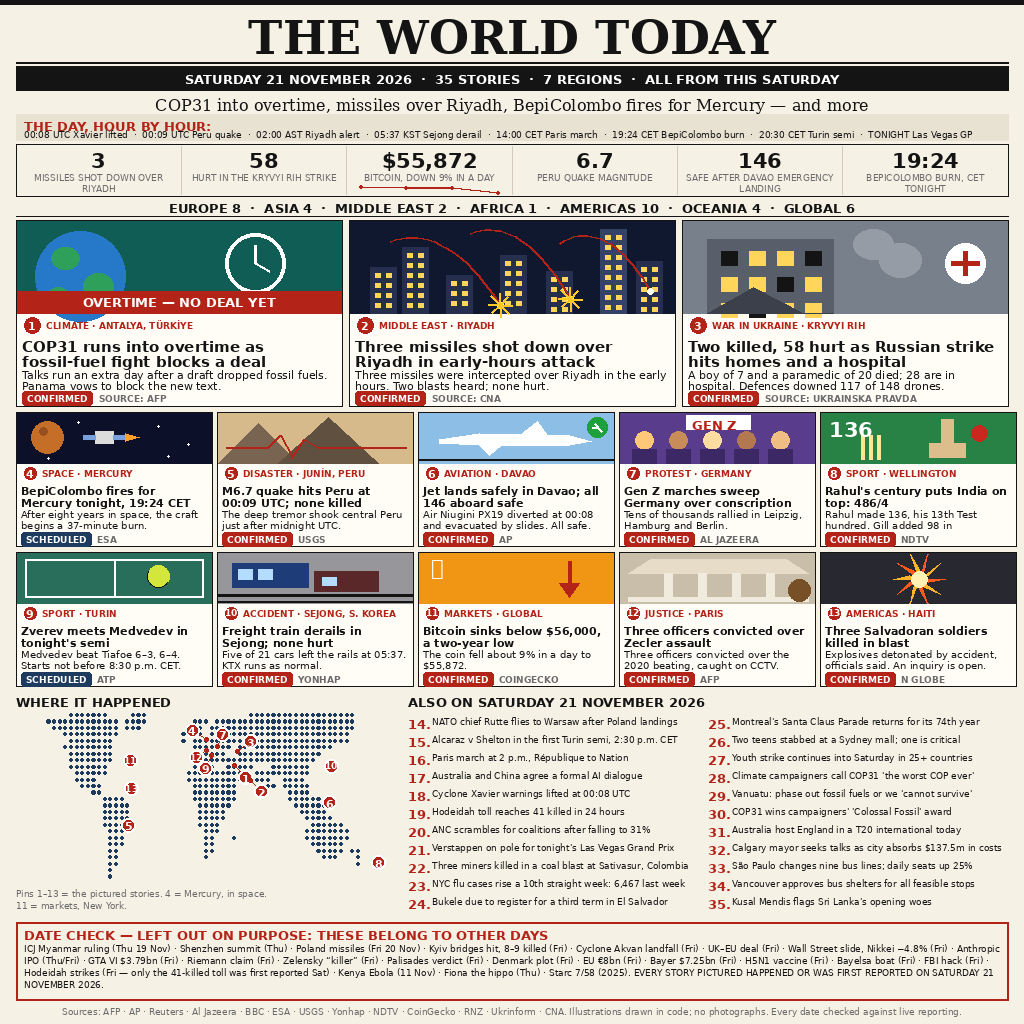 THE WORLD TODAY
SATURDAY 21 NOVEMBER 2026 · 35 STORIES · 7 REGIONS · ALL FROM THIS SATURDAY
COP31 into overtime, missiles over Riyadh, BepiColombo fires for Mercury — and more
THE DAY, HOUR BY HOUR:
00:08 UTC Xavier lifted · 00:09 UTC Peru quake · 02:00 AST Riyadh alert · 05:37 KST Sejong derail · 14:00 CET Paris march · 19:24 CET BepiColombo burn · 20:30 CET Turin semi · TONIGHT Las Vegas GP
3
MISSILES SHOT DOWN OVER
RIYADH
58
HURT IN THE KRYVYI RIH STRIKE
$55,872
BITCOIN, DOWN 9% IN A DAY
6.7
PERU QUAKE MAGNITUDE
146
SAFE AFTER DAVAO EMERGENCY
LANDING
19:24
BEPICOLOMBO BURN, CET
TONIGHT
EUROPE 8 · ASIA 4 · MIDDLE EAST 2 · AFRICA 1 · AMERICAS 10 · OCEANIA 4 · GLOBAL 6
OVERTIME — NO DEAL YET
1 CLIMATE · ANTALYA, TÜRKİYE
COP31 runs into overtime as
fossil-fuel fight blocks a deal
Talks run an extra day after a draft dropped fossil fuels.
Panama vows to block the new text.
CONFIRMED SOURCE: AFP
2 MIDDLE EAST · RIYADH
Three missiles shot down over
Riyadh in early-hours attack
Three missiles were intercepted over Riyadh in the early
hours. Two blasts heard; none hurt.
CONFIRMED SOURCE: CNA
3 WAR IN UKRAINE · KRYVYI RIH
Two killed, 58 hurt as Russian strike
hits homes and a hospital
A boy of 7 and a paramedic of 20 died; 28 are in
hospital. Defences downed 117 of 148 drones.
CONFIRMED SOURCE: UKRAINSKA PRAVDA
4 SPACE · MERCURY
BepiColombo fires for
Mercury tonight, 19:24 CET
After eight years in space, the craft
begins a 37-minute burn.
SCHEDULED ESA
5 DISASTER · JUNÍN, PERU
M6.7 quake hits Peru at
00:09 UTC; none killed
The deep tremor shook central Peru
just after midnight UTC.
CONFIRMED USGS
6 AVIATION · DAVAO
Jet lands safely in Davao; all
146 aboard safe
Air Niugini PX19 diverted at 00:08
and evacuated by slides. All safe.
CONFIRMED AP
GEN Z
7 PROTEST · GERMANY
Gen Z marches sweep
Germany over conscription
Tens of thousands rallied in Leipzig,
Hamburg and Berlin.
CONFIRMED AL JAZEERA
136
8 SPORT · WELLINGTON
Rahul's century puts India on
top: 486/4
Rahul made 136, his 13th Test
hundred. Gill added 98 in
CONFIRMED NDTV
9 SPORT · TURIN
Zverev meets Medvedev in
tonight's semi
Medvedev beat Tiafoe 6–3, 6–4.
Starts not before 8:30 p.m. CET.
SCHEDULED ATP
10 ACCIDENT · SEJONG, S. KOREA
Freight train derails in
Sejong; none hurt
Five of 21 cars left the rails at 05:37.
KTX runs as normal.
CONFIRMED YONHAP
11 MARKETS · GLOBAL
Bitcoin sinks below $56,000,
a two-year low
The coin fell about 9% in a day to
$55,872.
CONFIRMED COINGECKO
12 JUSTICE · PARIS
Three officers convicted over
Zecler assault
Three officers convicted over the
2020 beating, caught on CCTV.
CONFIRMED AFP
13 AMERICAS · HAITI
Three Salvadoran soldiers
killed in blast
Explosives detonated by accident,
officials said. An inquiry is open.
CONFIRMED N GLOBE
WHERE IT HAPPENED
4
7
3
12
9
11
10
1
13
2
6
5
8
Pins 1–13 = the pictured stories. 4 = Mercury, in space.
11 = markets, New York.
ALSO ON SATURDAY 21 NOVEMBER 2026
14. NATO chief Rutte flies to Warsaw after Poland landings
15. Alcaraz v Shelton in the first Turin semi, 2:30 p.m. CET
16. Paris march at 2 p.m., République to Nation
17. Australia and China agree a formal AI dialogue
18. Cyclone Xavier warnings lifted at 00:08 UTC
19. Hodeidah toll reaches 41 killed in 24 hours
20. ANC scrambles for coalitions after falling to 31%
21. Verstappen on pole for tonight's Las Vegas Grand Prix
22. Three miners killed in a coal blast at Sativasur, Colombia
23. NYC flu cases rise a 10th straight week: 6,467 last week
24. Bukele due to register for a third term in El Salvador
25. Montreal's Santa Claus Parade returns for its 74th year
26. Two teens stabbed at a Sydney mall; one is critical
27. Youth strike continues into Saturday in 25+ countries
28. Climate campaigners call COP31 ‘the worst COP ever’
29. Vanuatu: phase out fossil fuels or we ‘cannot survive’
30. COP31 wins campaigners’ ‘Colossal Fossil’ award
31. Australia host England in a T20 international today
32. Calgary mayor seeks talks as city absorbs $137.5m in costs
33. São Paulo changes nine bus lines; daily seats up 25%
34. Vancouver approves bus shelters for all feasible stops
35. Kusal Mendis flags Sri Lanka’s opening woes
DATE CHECK — LEFT OUT ON PURPOSE: THESE BELONG TO OTHER DAYS
ICJ Myanmar ruling (Thu 19 Nov) · Shenzhen summit (Thu) · Poland missiles (Fri 20 Nov) · Kyiv bridges hit, 8–9 killed (Fri) · Cyclone Akvan landfall (Fri) · UK–EU deal (Fri) · Wall Street slide, Nikkei −4.8% (Fri) · Anthropic
IPO (Thu/Fri) · GTA VI $3.79bn (Fri) · Riemann claim (Fri) · Zelensky “killer” (Fri) · Palisades verdict (Fri) · Denmark plot (Fri) · EU €8bn (Fri) · Bayer $7.25bn (Fri) · H5N1 vaccine (Fri) · Bayelsa boat (Fri) · FBI hack (Fri) ·
Hodeidah strikes (Fri — only the 41-killed toll was first reported Sat) · Kenya Ebola (11 Nov) · Fiona the hippo (Thu) · Starc 7/58 (2025). EVERY STORY PICTURED HAPPENED OR WAS FIRST REPORTED ON SATURDAY 21
NOVEMBER 2026.
Sources: AFP · AP · Reuters · Al Jazeera · BBC · ESA · USGS · Yonhap · NDTV · CoinGecko · RNZ · Ukrinform · CNA. Illustrations drawn in code; no photographs. Every date checked against live reporting.